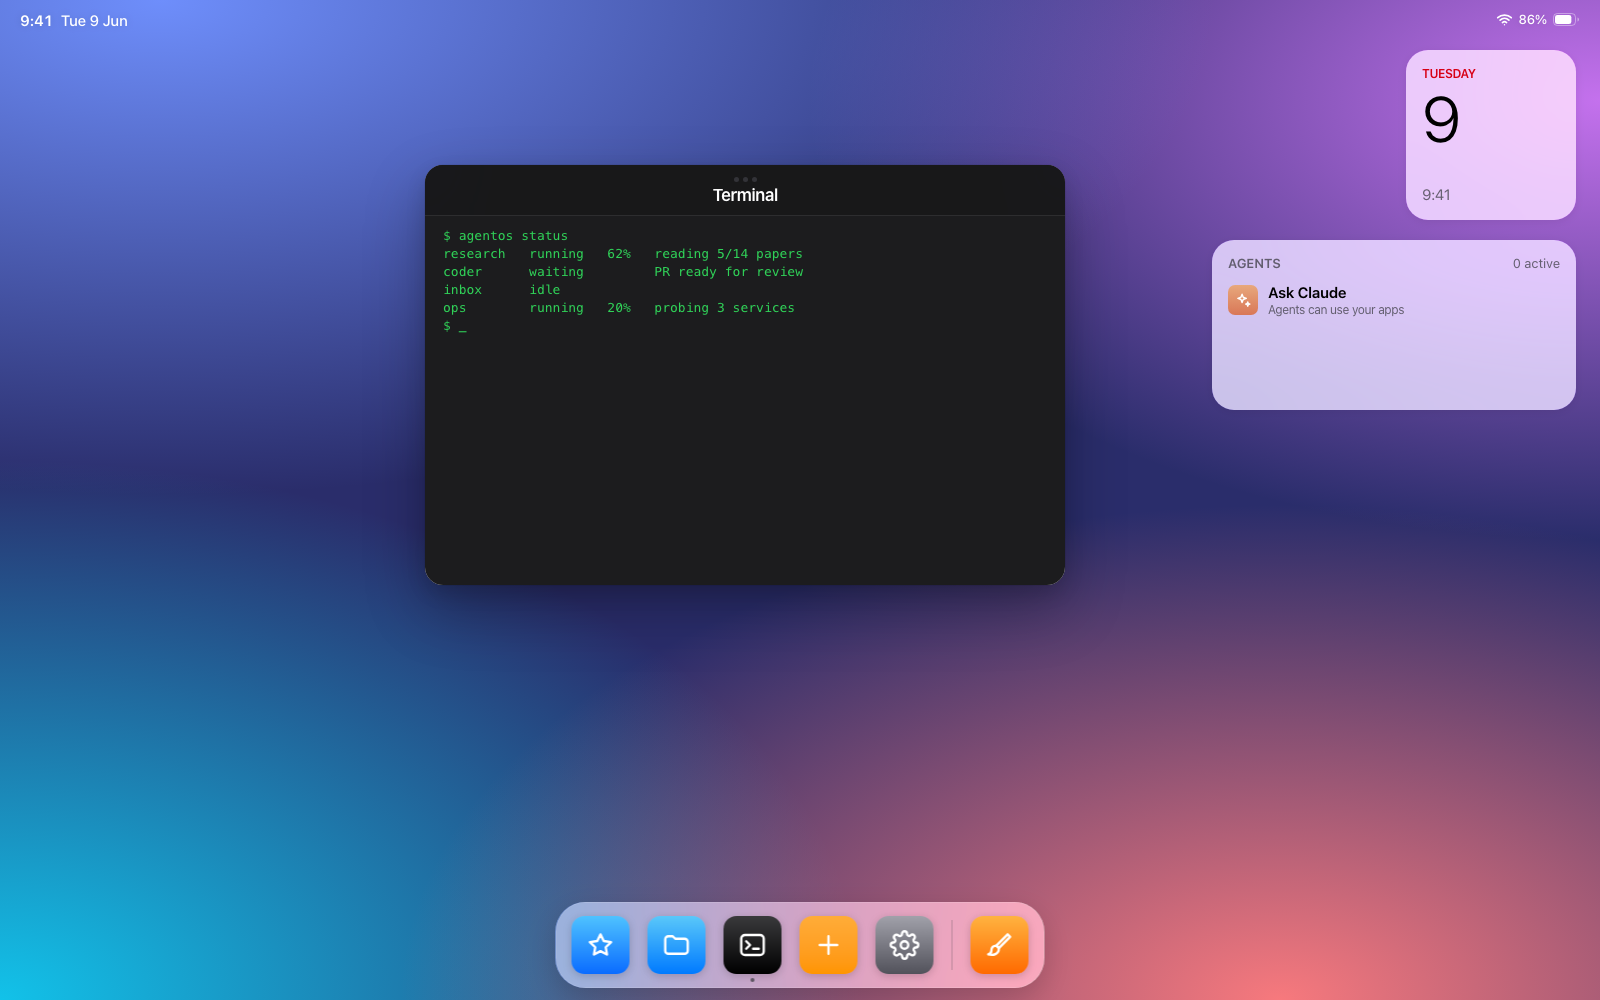 9:41 Tue 9 Jun
86%
TUESDAY
9
9:41
Terminal
$ agentos status
research running 62% reading 5/14 papers
coder waiting PR ready for review
inbox idle
ops running 20% probing 3 services
$ _
AGENTS 0 active
Ask Claude
Agents can use your apps